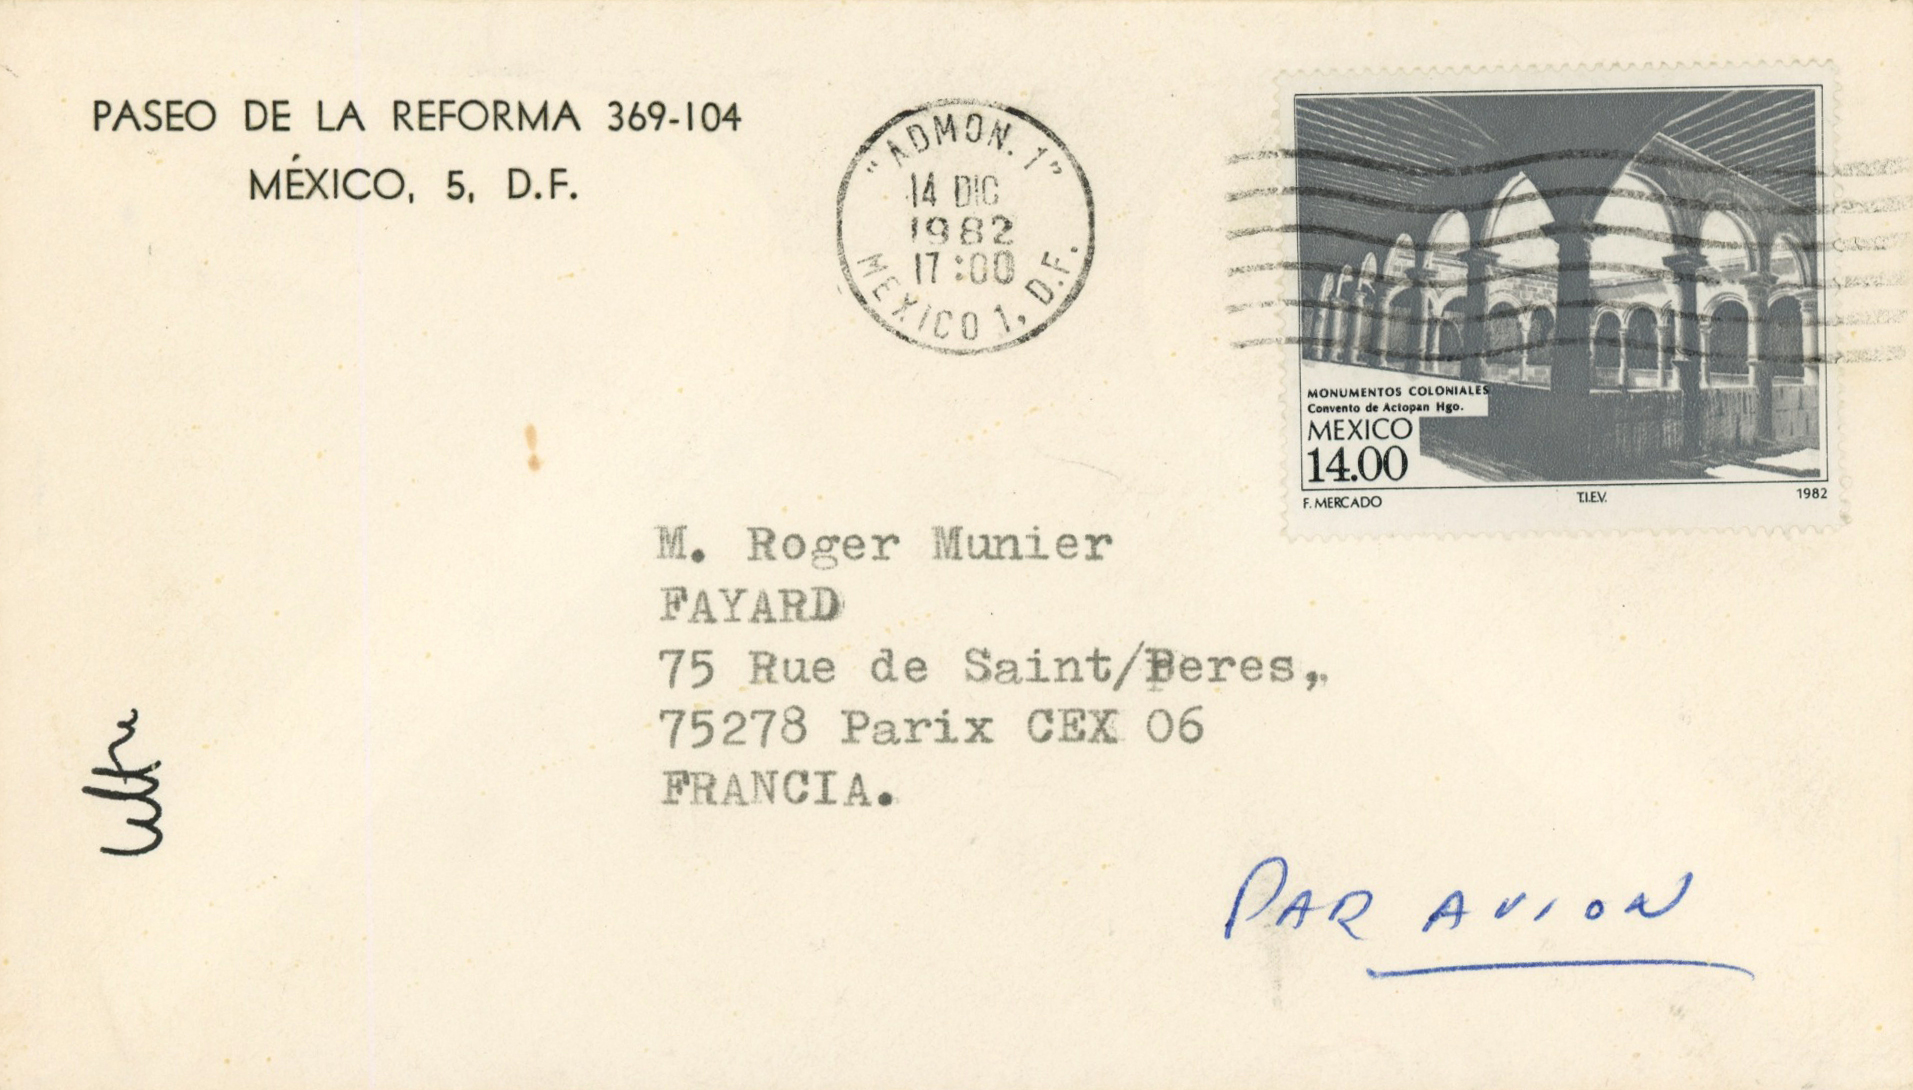 PASEO DE LA REFORMA 369-104
MÉXICO, 5, D.F.
"ADMON. 1"
14 DIC
1982
17:00
MEXICO 1, D.F.
MONUMENTOS COLONIALES
Convento de Actopan Hgo.
MEXICO
14.00
F. MERCADO T.I.E.V. 1982
M. Roger Munier
FAYARD
75 Rue de Saint/Peres,
75278 Parix CEX 06
FRANCIA.
PAR AVION